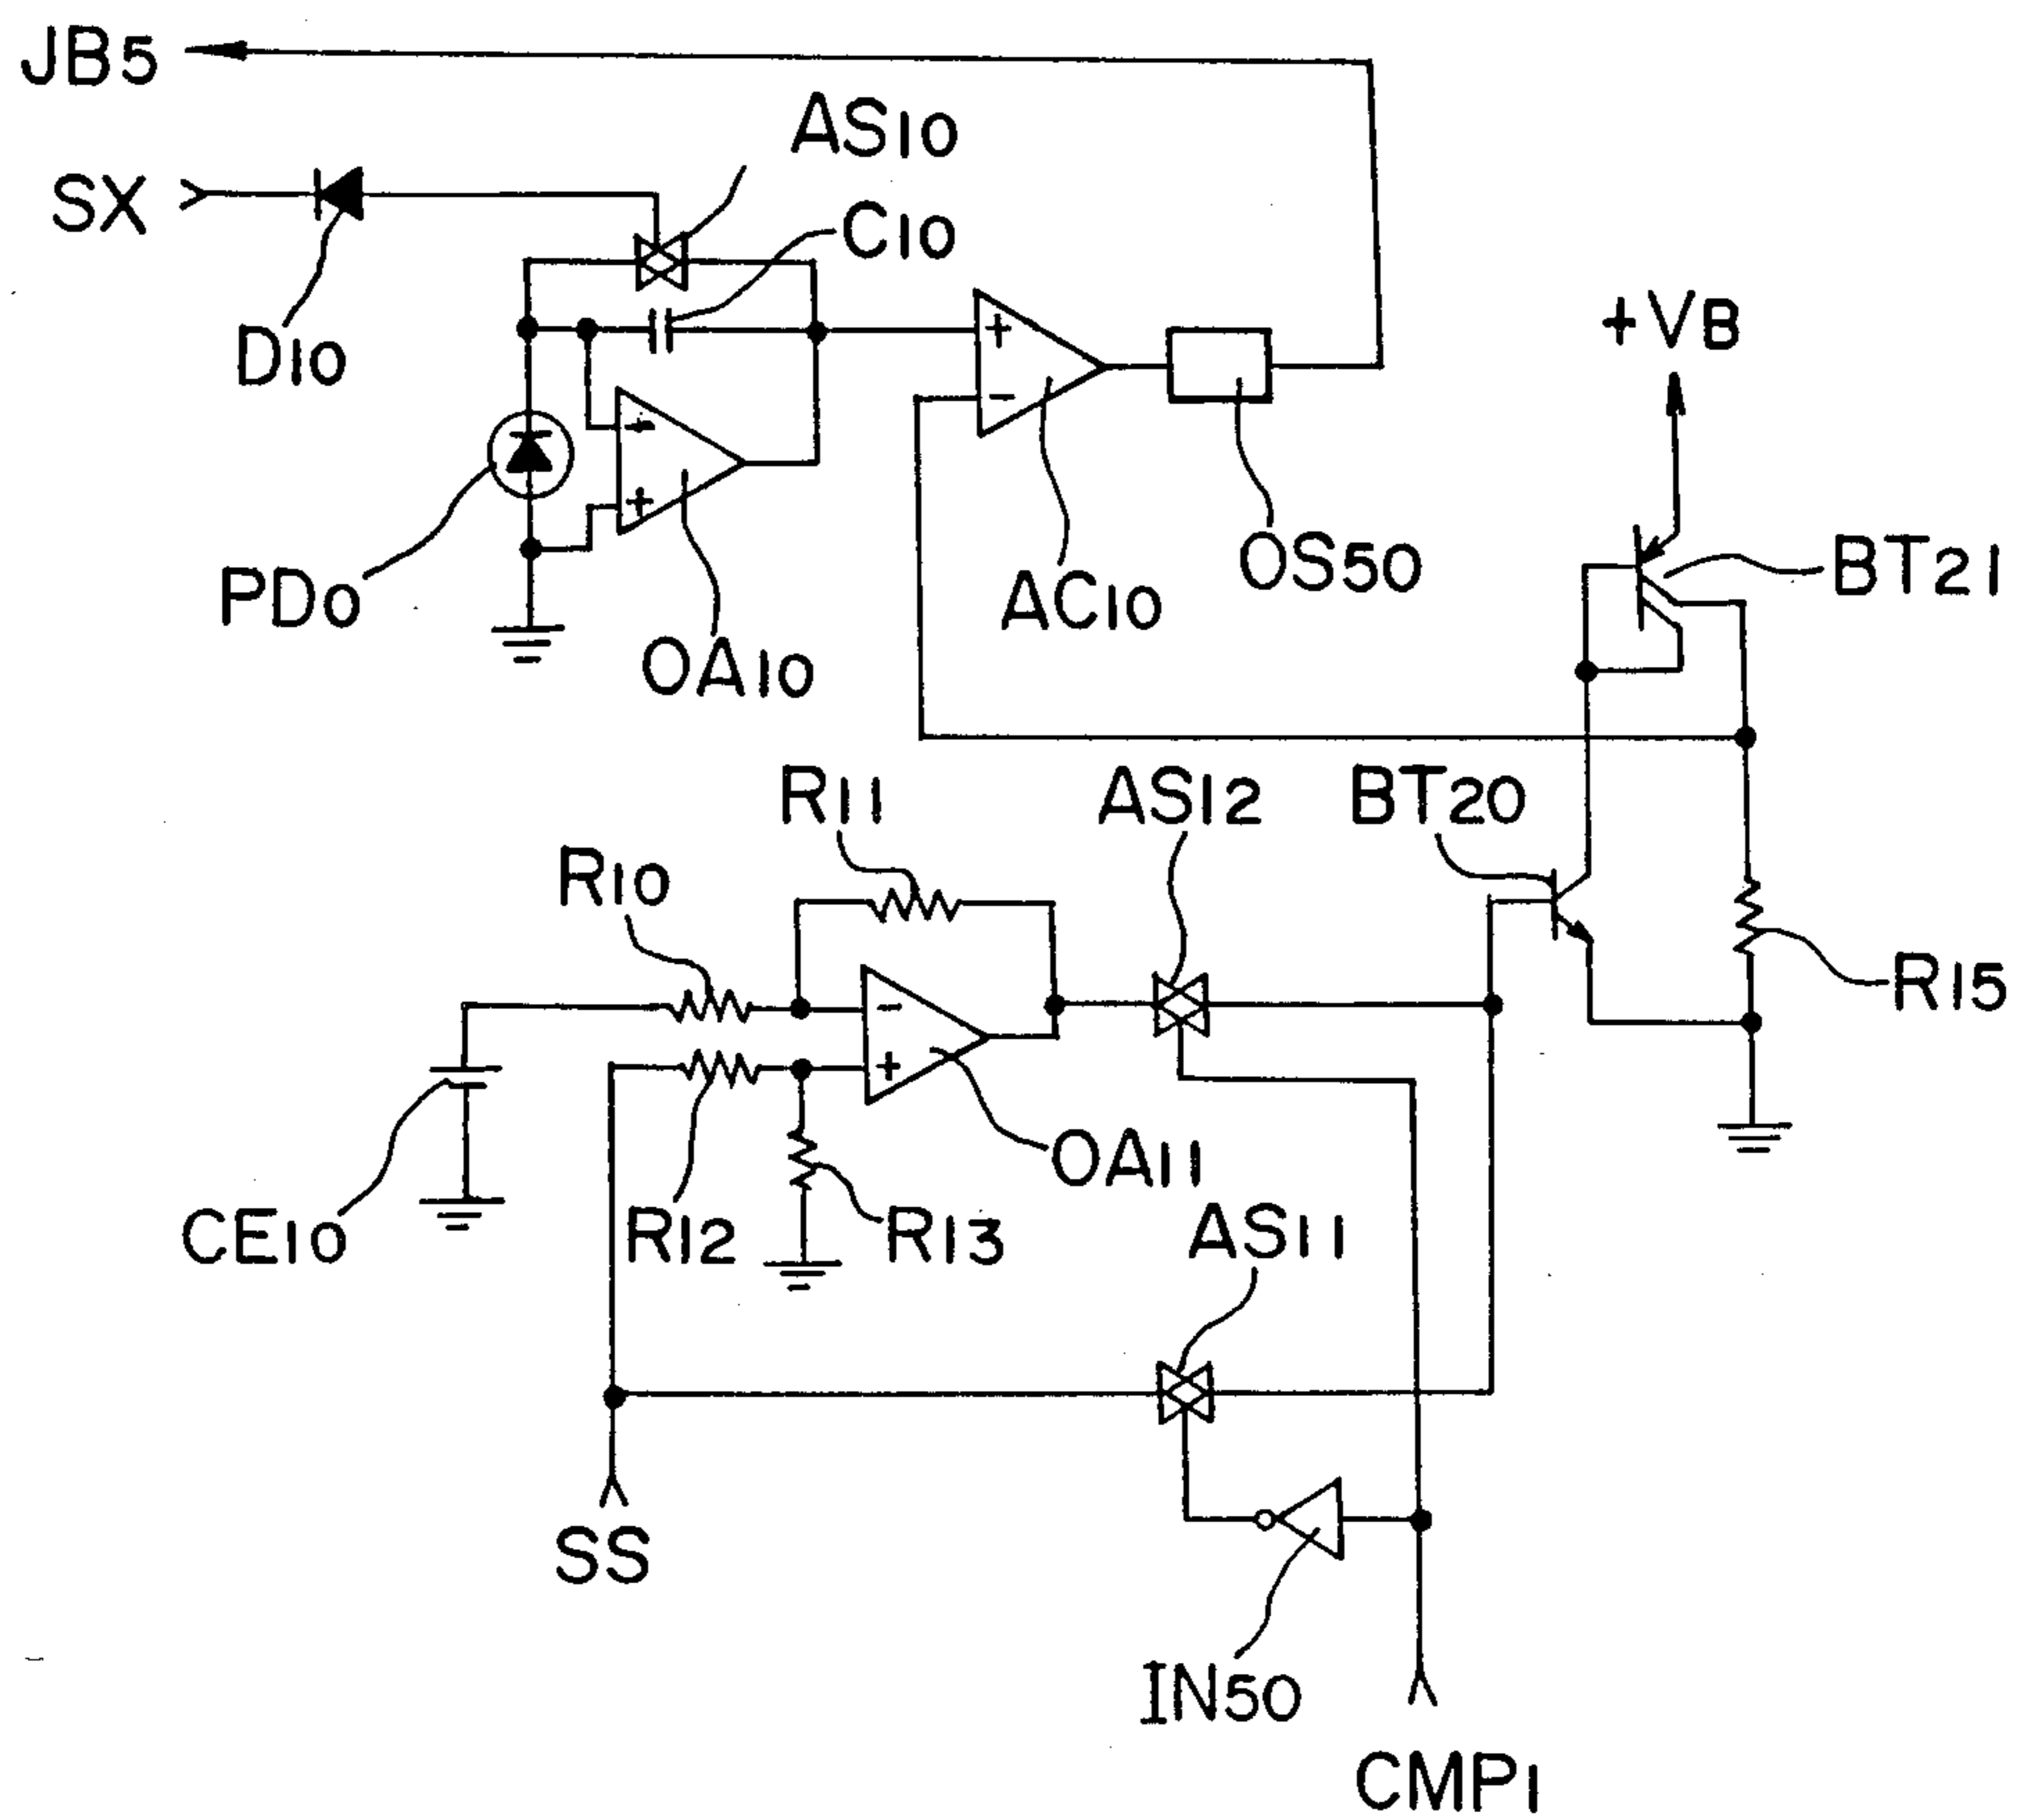 JB5
AS10
SX
C10
D10
+VB
+
-
-
+
PD0
OA10
AC10
OS50
BT21
R11
AS12
BT20
R10
-
+
R15
OA11
CE10
R12
R13
AS11
SS
IN50
CMP1